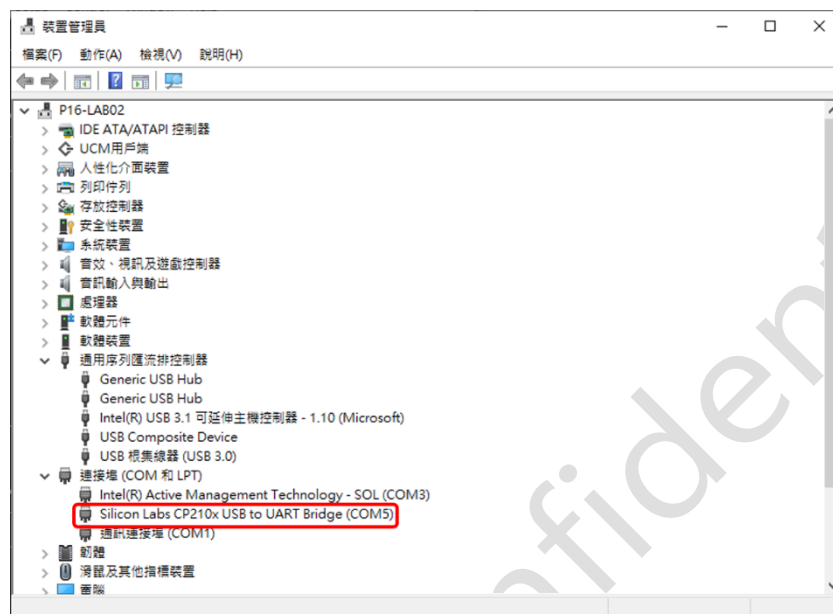 裝置管理員
檔案(F) 動作(A) 檢視(V) 說明(H)
P16-LAB02
IDE ATA/ATAPI 控制器
UCM用戶端
人性化介面裝置
列印佇列
存放控制器
安全性裝置
系統裝置
音效、視訊及遊戲控制器
音訊輸入與輸出
處理器
軟體元件
軟體裝置
通用序列匯流排控制器
Generic USB Hub
Generic USB Hub
Intel(R) USB 3.1 可延伸主機控制器 - 1.10 (Microsoft)
USB Composite Device
USB 根集線器 (USB 3.0)
連接埠 (COM 和 LPT)
Intel(R) Active Management Technology - SOL (COM3)
Silicon Labs CP210x USB to UART Bridge (COM5)
通訊連接埠 (COM1)
韌體
滑鼠及其他指標裝置
電腦